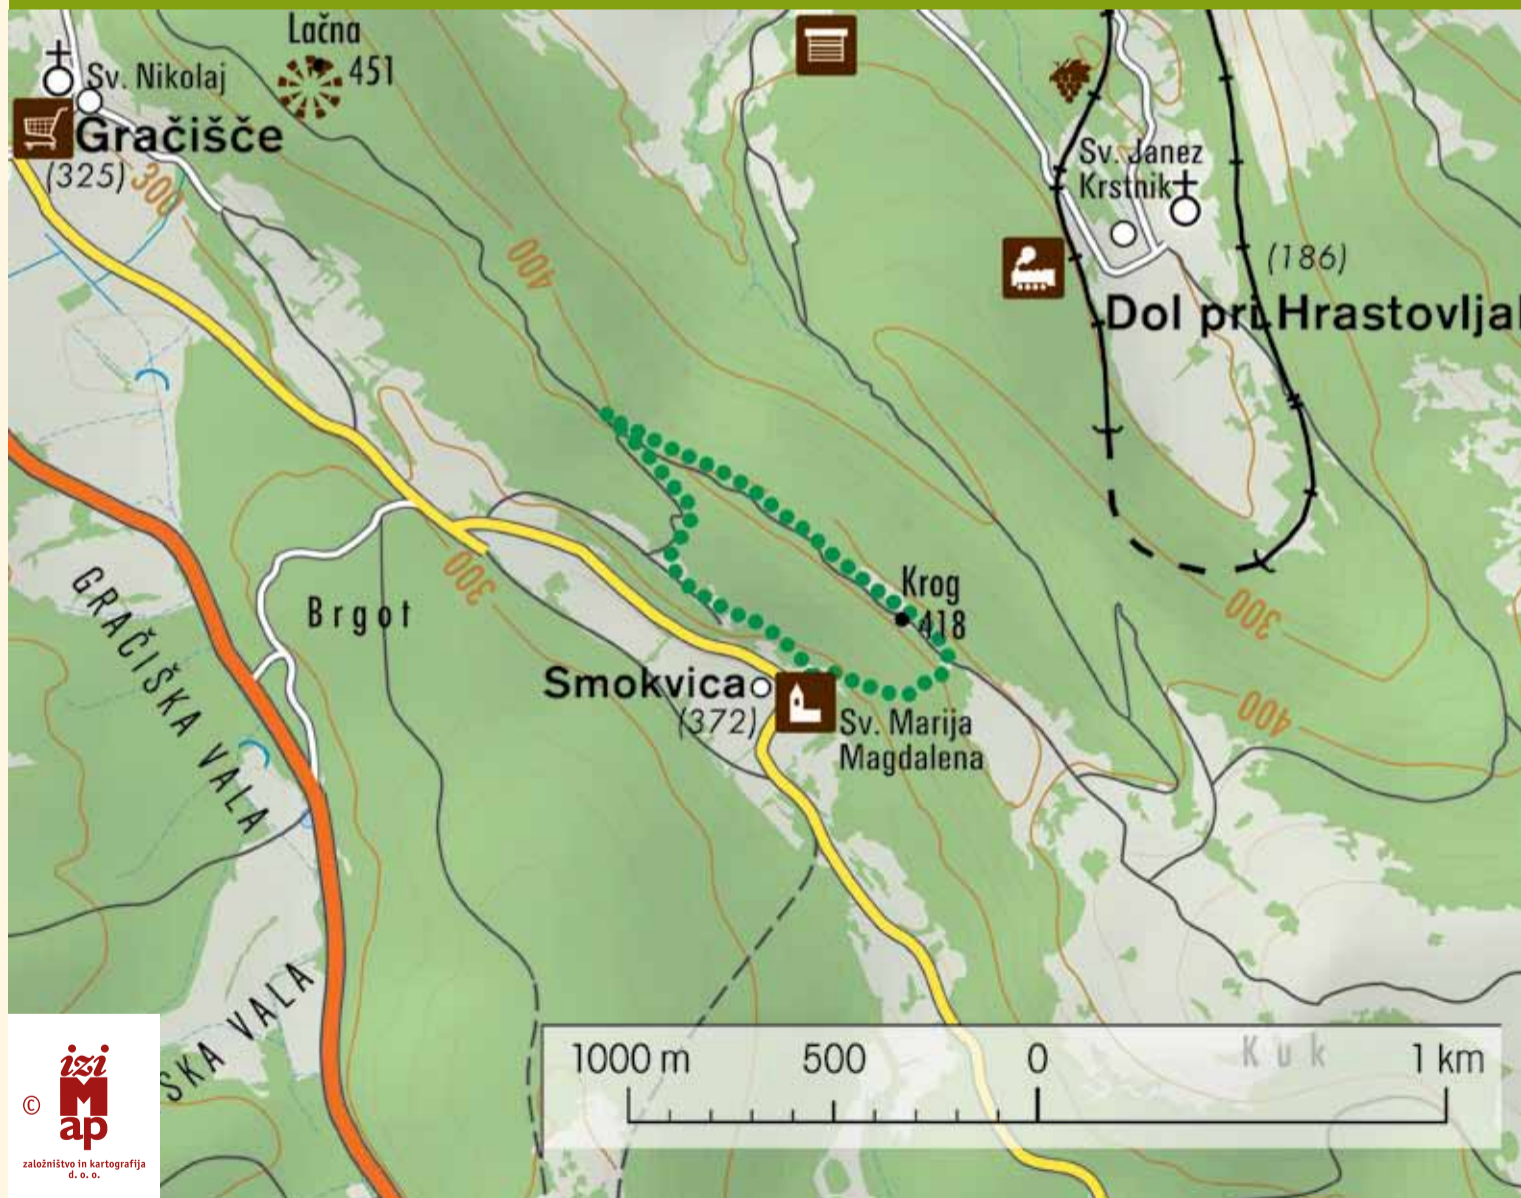 Lačna
451
Sv. Nikolaj
Gračišče
(325)
300
400
Sv. Janez
Krstnik
(186)
Dol pri Hrastovljah
300
Brgot
GRAČIŠKA VALA
Krog
418
300
Smokvica
(372)
Sv. Marija
Magdalena
400
ŠKA VALA
Kuk
1000 m 500 0 1 km
©
izi
Map
založništvo in kartografija
d. o. o.